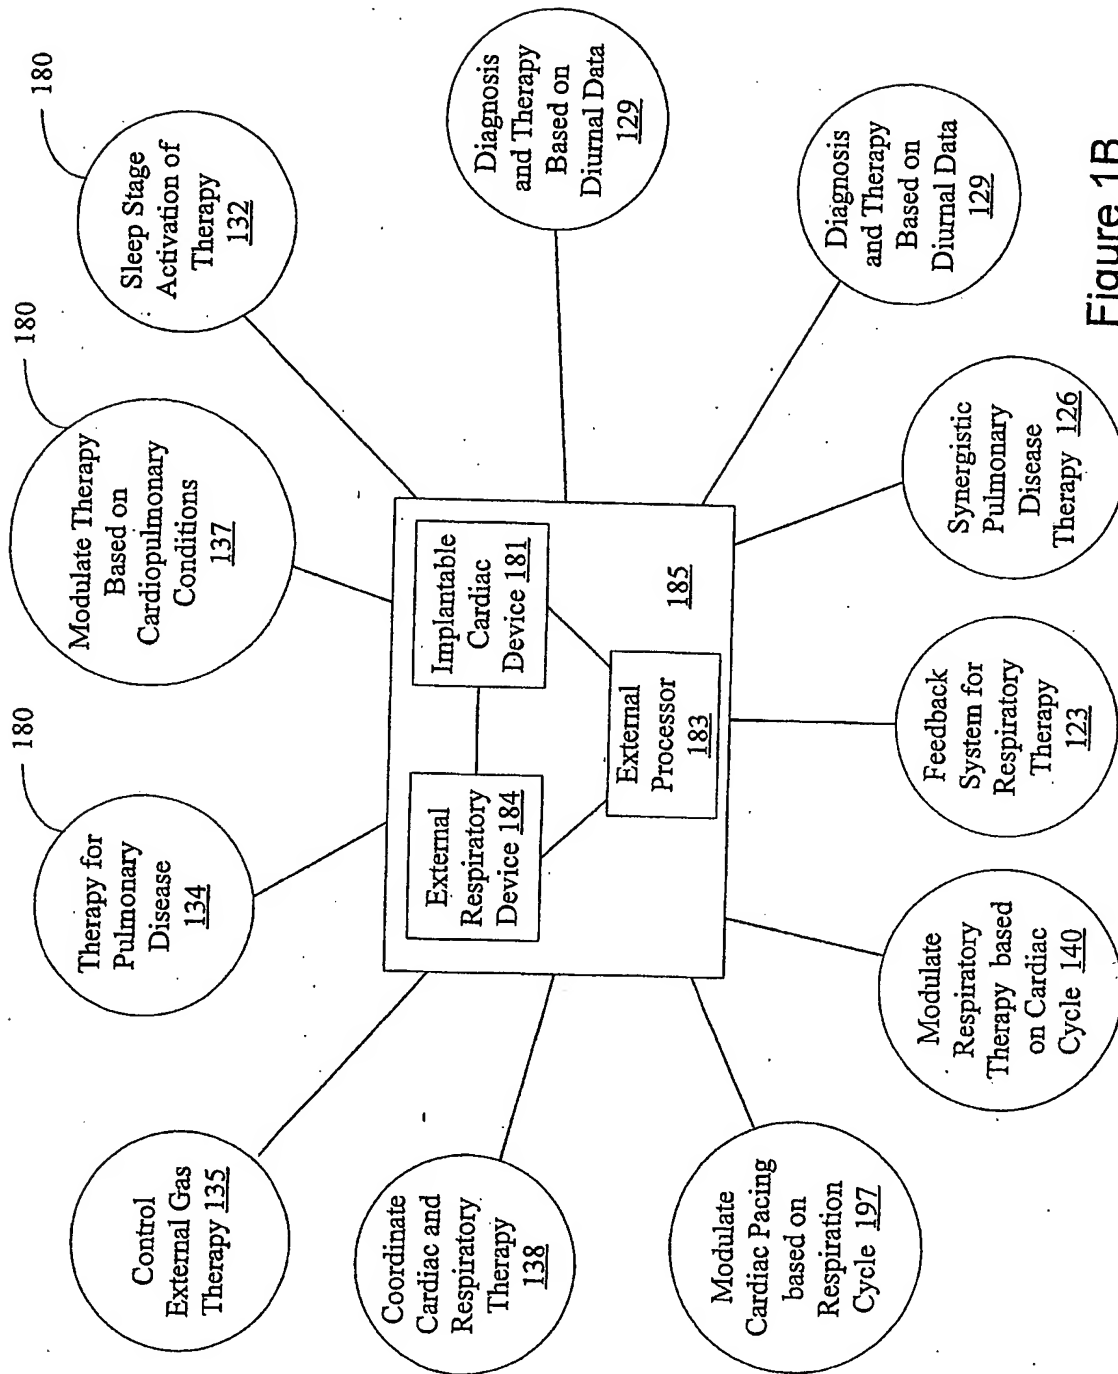 180
180
180
Control
External Gas
Therapy 135
Therapy for
Pulmonary
Disease
134
Modulate Therapy
Based on
Cardiopulmonary
Conditions
137
Sleep Stage
Activation of
Therapy
132
Coordinate
Cardiac and
Respiratory
Therapy
138
External
Respiratory
Device 184
Implantable
Cardiac
Device 181
External
Processor
183
185
Diagnosis
and Therapy
Based on
Diurnal Data
129
Modulate
Cardiac Pacing
based on
Respiration
Cycle 197
Modulate
Respiratory
Therapy based
on Cardiac
Cycle 140
Feedback
System for
Respiratory
Therapy
123
Synergistic
Pulmonary
Disease
Therapy 126
Diagnosis
and Therapy
Based on
Diurnal Data
129
Figure 1B